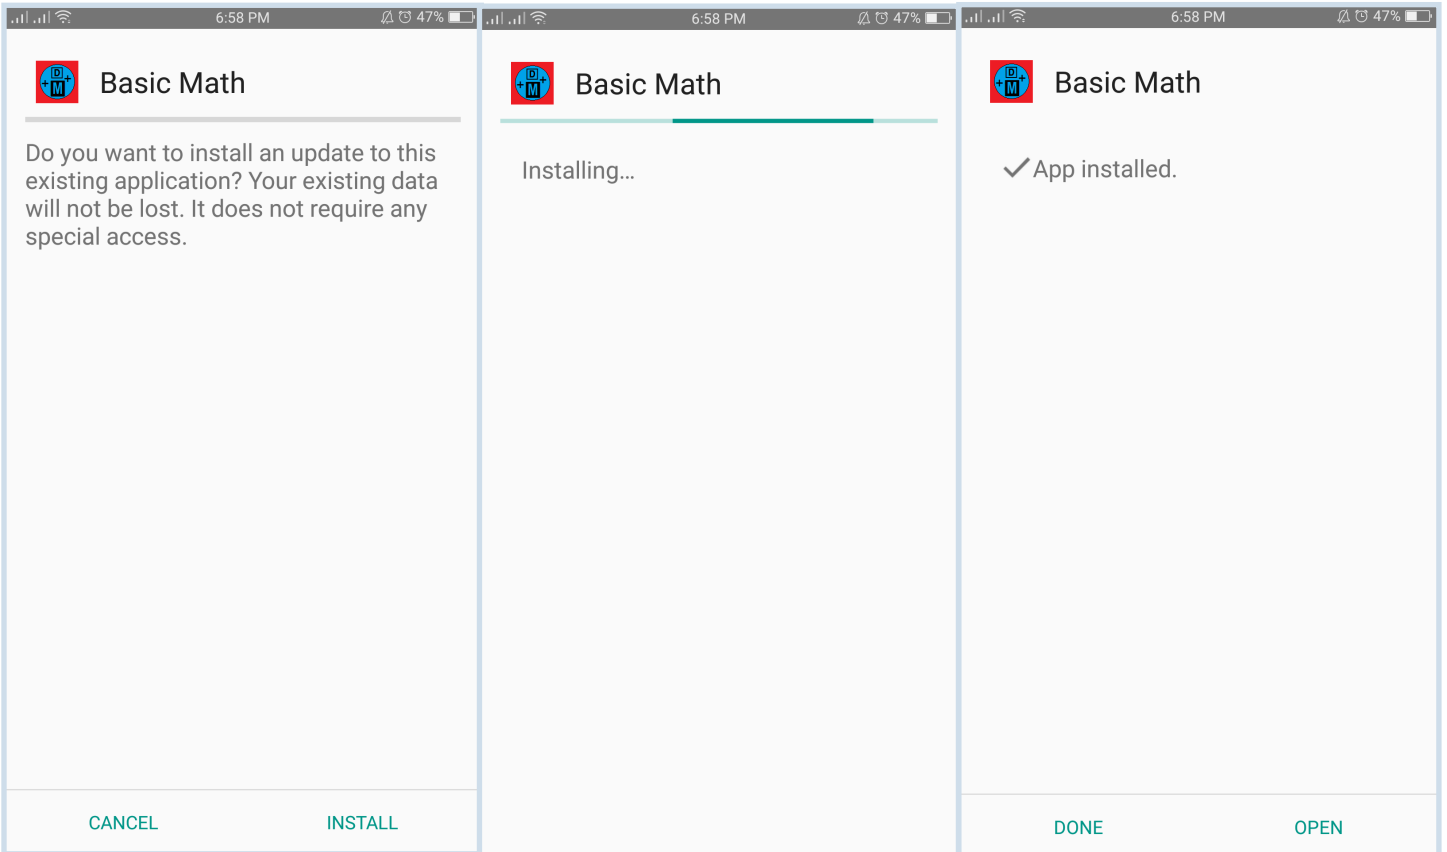 6:58 PM 47%
D
M
Basic Math
Do you want to install an update to this
existing application? Your existing data
will not be lost. It does not require any
special access.
CANCEL INSTALL
6:58 PM 47%
D
M
Basic Math
Installing...
6:58 PM 47%
D
M
Basic Math
App installed.
DONE OPEN